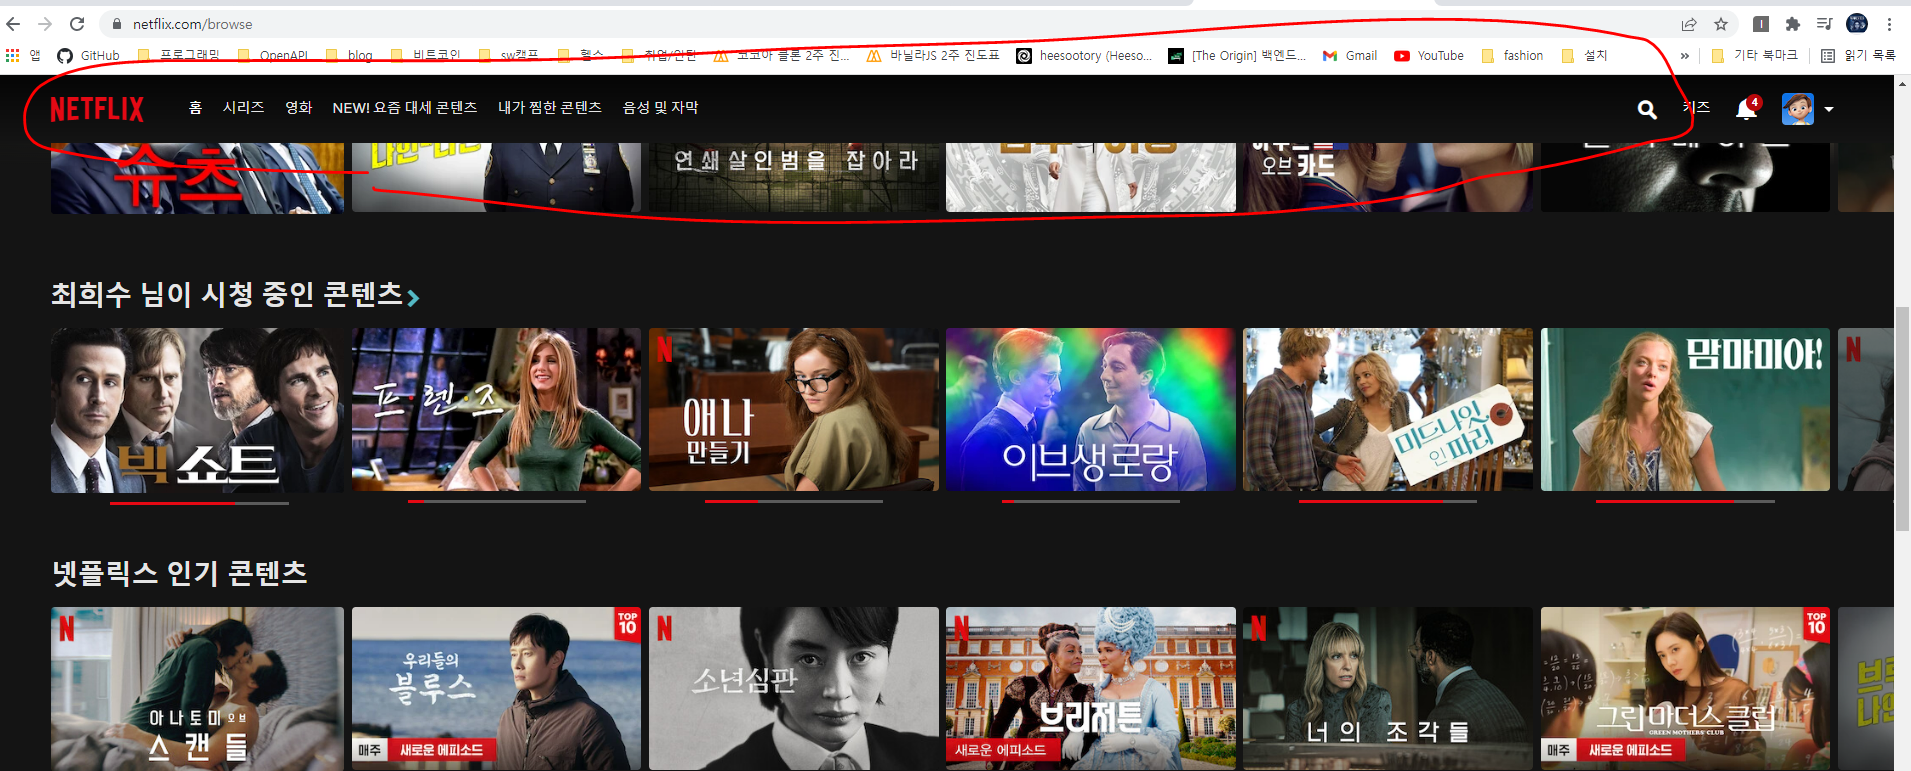 netflix.com/browse
앱 GitHub 프로그래밍 OpenAPI blog 비트코인 sw캠프 헬스 취업/인턴 코코아 클론 2주 진... 바닐라JS 2주 진도표 heesootory (Heeso... [The Origin] 백엔드... Gmail YouTube fashion 설치 » 기타 북마크 읽기 목록
NETFLIX 홈 시리즈 영화 NEW! 요즘 대세 콘텐츠 내가 찜한 콘텐츠 음성 및 자막 키즈 4
슈츠
연쇄살인범을 잡아라
오브 카드
최희수 님이 시청 중인 콘텐츠
빅 쇼트
프·렌·즈
N
애나
만들기
이브생로랑
미드나잇
인 파리
맘마미아!
N
넷플릭스 인기 콘텐츠
N
아나토미 오브
스캔들
TOP
10
우리들의
블루스
매주 새로운 에피소드
N
소년심판
N
브리저튼
새로운 에피소드
N
너의 조각들
TOP
10
그린마더스클럽
GREEN MOTHERS' CLUB
매주 새로운 에피소드